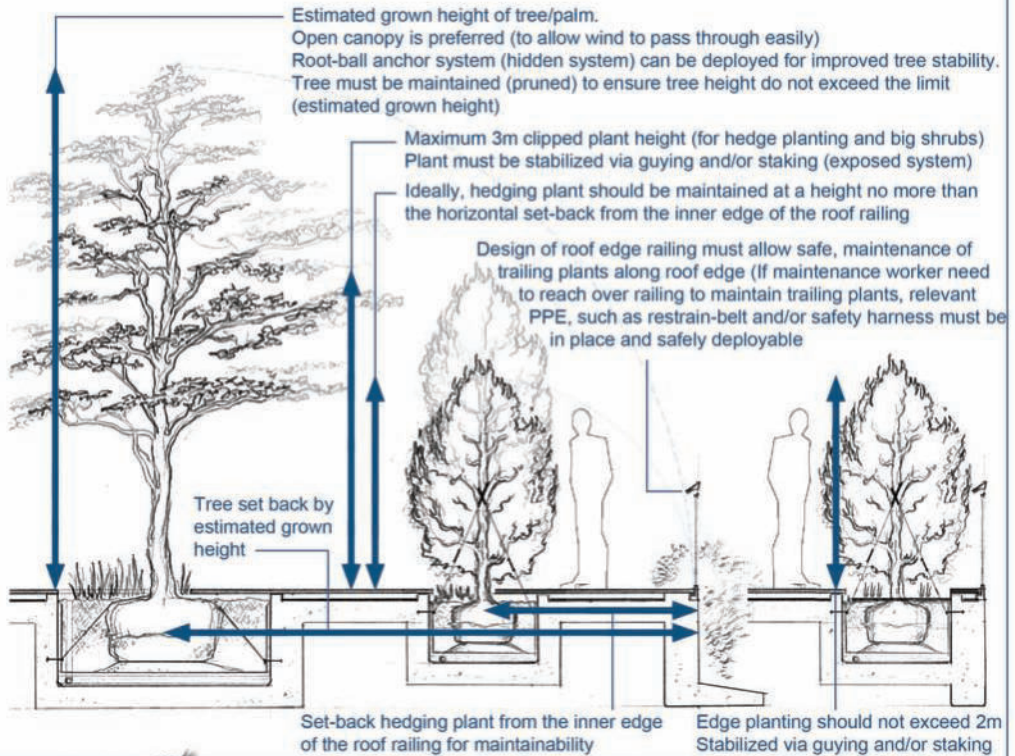 Estimated grown height of tree/palm.
Open canopy is preferred (to allow wind to pass through easily)
Root-ball anchor system (hidden system) can be deployed for improved tree stability.
Tree must be maintained (pruned) to ensure tree height do not exceed the limit
(estimated grown height)
Maximum 3m clipped plant height (for hedge planting and big shrubs)
Plant must be stabilized via guying and/or staking (exposed system)
Ideally, hedging plant should be maintained at a height no more than
the horizontal set-back from the inner edge of the roof railing
Design of roof edge railing must allow safe, maintenance of
trailing plants along roof edge (If maintenance worker need
to reach over railing to maintain trailing plants, relevant
PPE, such as restrain-belt and/or safety harness must be
in place and safely deployable
Tree set back by
estimated grown
height
Set-back hedging plant from the inner edge
of the roof railing for maintainability
Edge planting should not exceed 2m
Stabilized via guying and/or staking